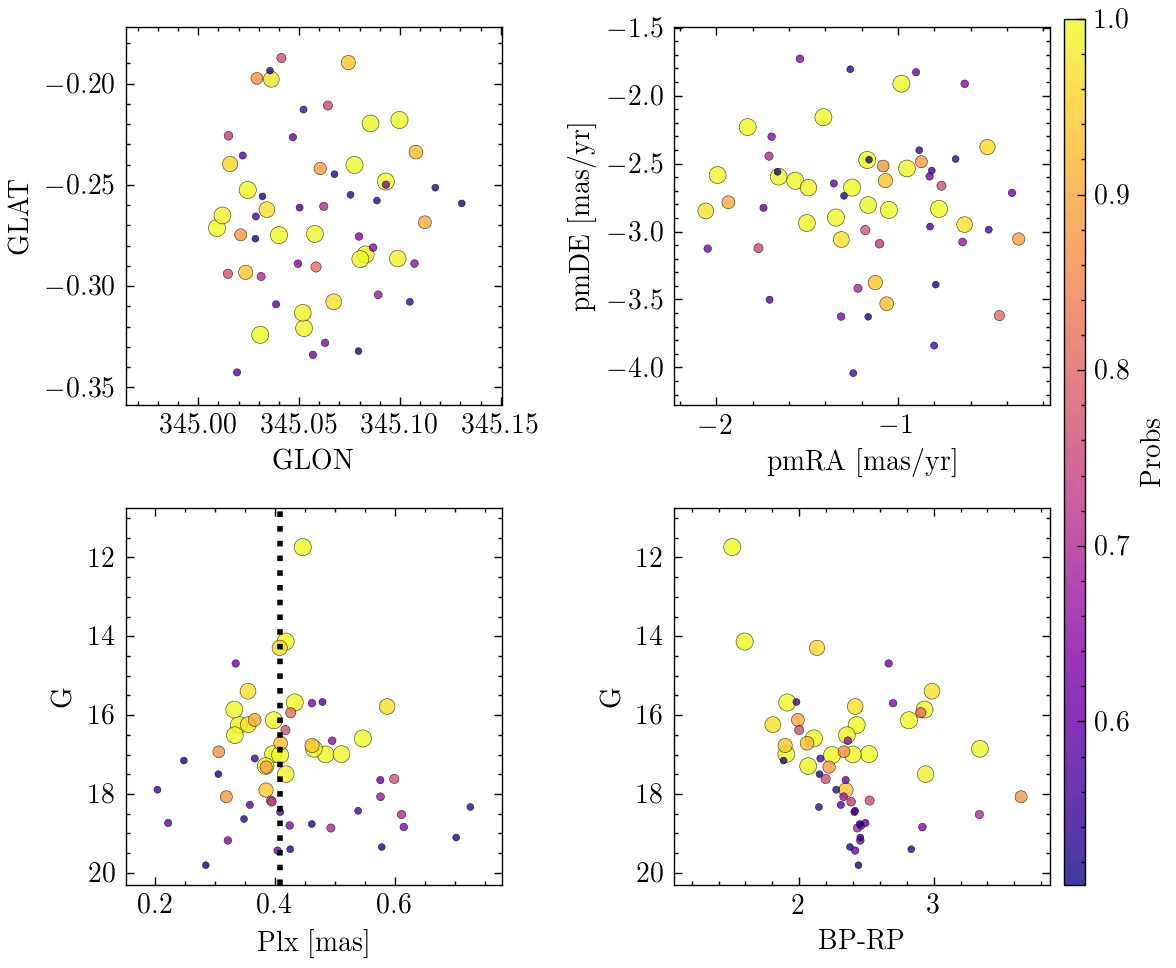 −0.20
−0.25
−0.30
−0.35
GLAT
345.00 345.05 345.10 345.15
GLON
−1.5
−2.0
−2.5
−3.0
−3.5
−4.0
pmDE [mas/yr]
−2 −1
pmRA [mas/yr]
12
14
16
18
20
G
0.2 0.4 0.6
Plx [mas]
12
14
16
18
20
G
2 3
BP-RP
1.0
0.9
0.8
0.7
0.6
Probs